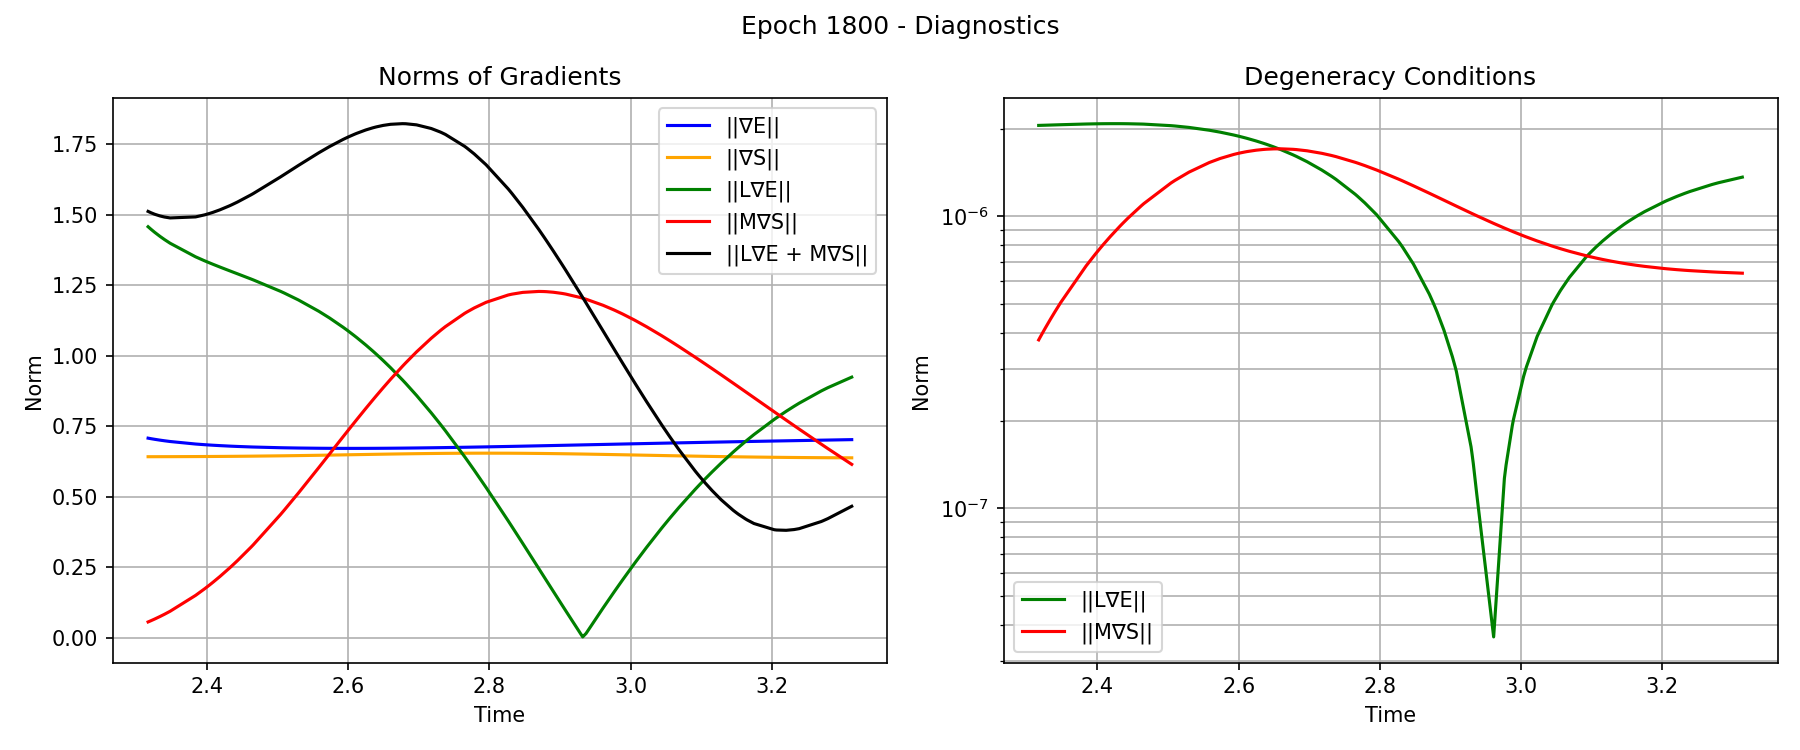 Epoch 1800 - Diagnostics
Norms of Gradients
Norm
1.75
1.50
1.25
1.00
0.75
0.50
0.25
0.00
||∇E||
||∇S||
||L∇E||
||M∇S||
||L∇E + M∇S||
2.4 2.6 2.8 3.0 3.2
Time
Degeneracy Conditions
Norm
10⁻⁶
10⁻⁷
||L∇E||
||M∇S||
2.4 2.6 2.8 3.0 3.2
Time